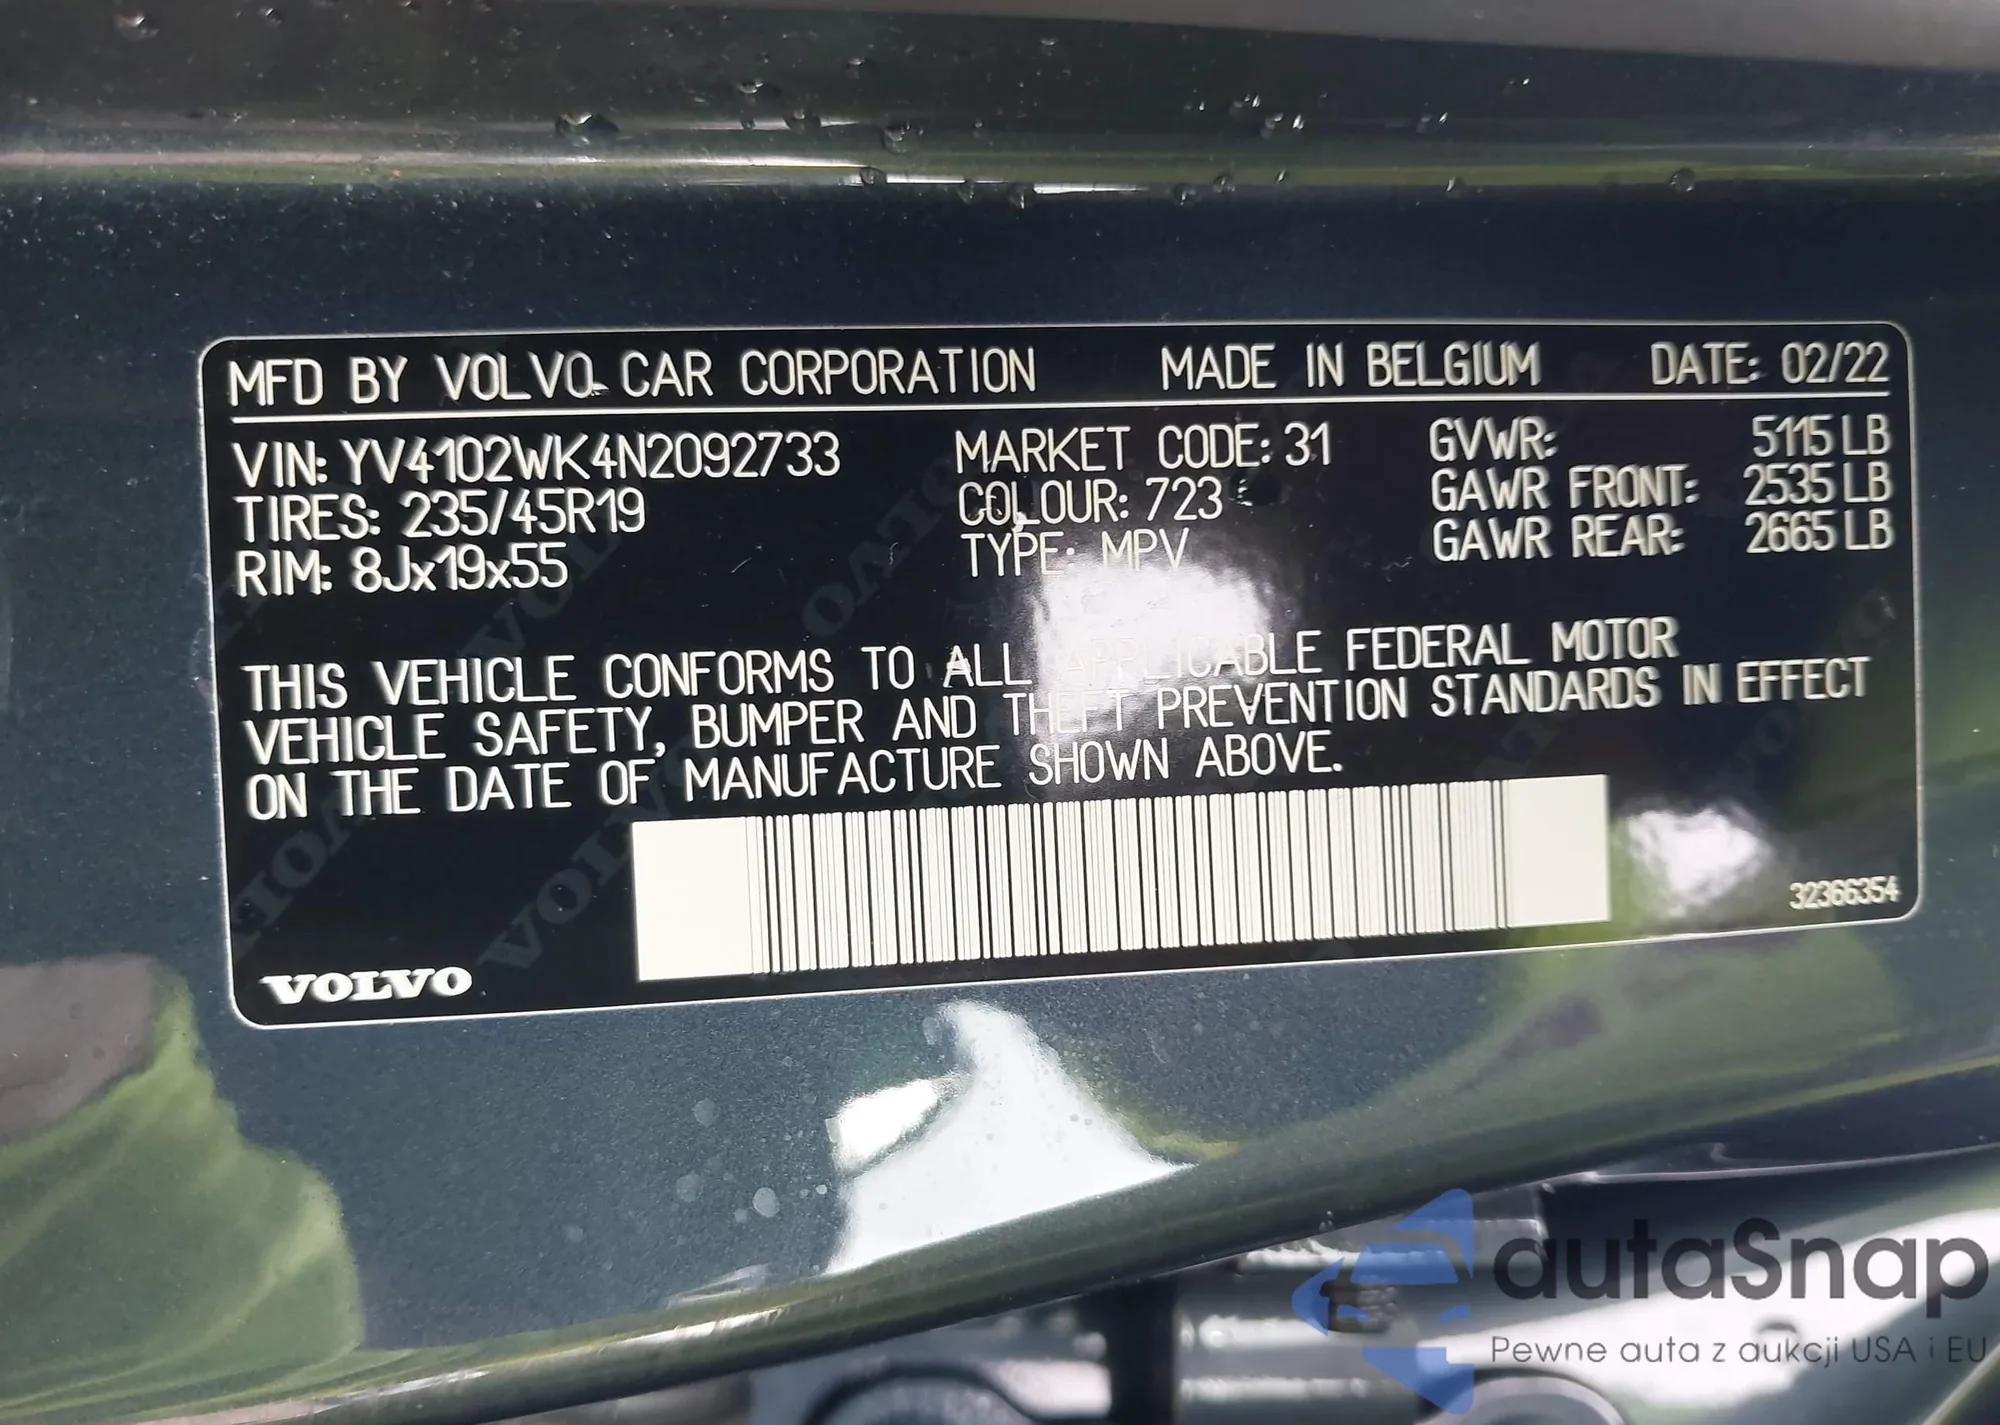 MFD BY VOLVO CAR CORPORATION MADE IN BELGIUM DATE: 02/22
VIN: YV4102WK4N2092733 MARKET CODE: 31 GVWR: 5115 LB
TIRES: 235/45R19 COLOUR: 723 GAWR FRONT: 2535 LB
RIM: 8Jx19x55 TYPE: MPV GAWR REAR: 2665 LB
THIS VEHICLE CONFORMS TO ALL APPLICABLE FEDERAL MOTOR
VEHICLE SAFETY, BUMPER AND THEFT PREVENTION STANDARDS IN EFFECT
ON THE DATE OF MANUFACTURE SHOWN ABOVE.
32366354
VOLVO
autaSnap
Pewne auta z aukcji USA i EU